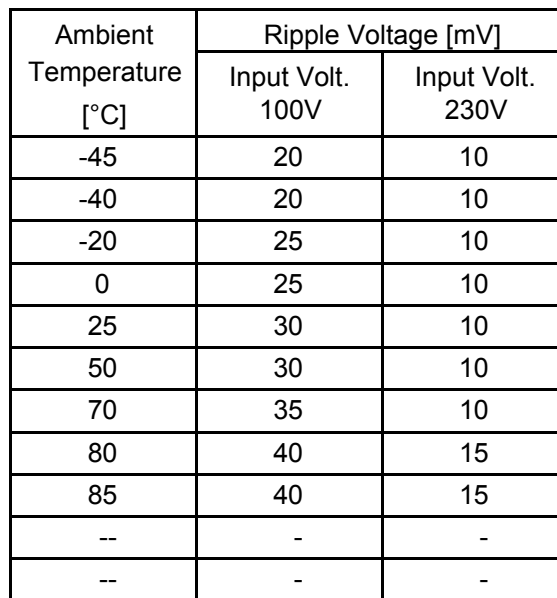 Ambient Temperature [°C] Ripple Voltage [mV]
Input Volt. 100V Input Volt. 230V
-45 20 10
-40 20 10
-20 25 10
0 25 10
25 30 10
50 30 10
70 35 10
80 40 15
85 40 15
-- - -
-- - -